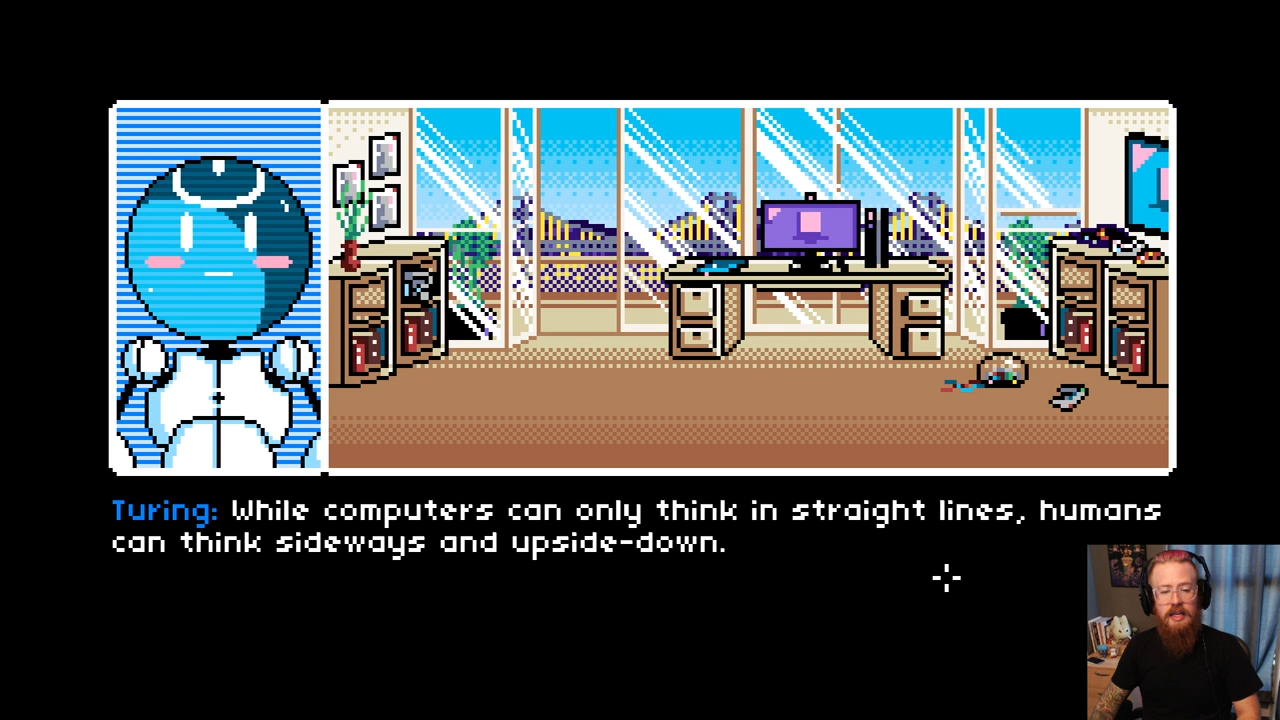 Turing: While computers can only think in straight lines, humans
can think sideways and upside-down.